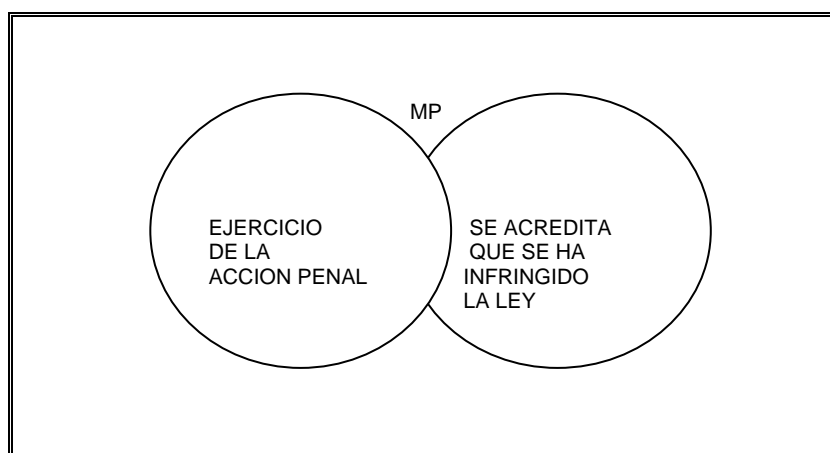 MP
EJERCICIO
DE LA
ACCION PENAL
SE ACREDITA
QUE SE HA
INFRINGIDO
LA LEY